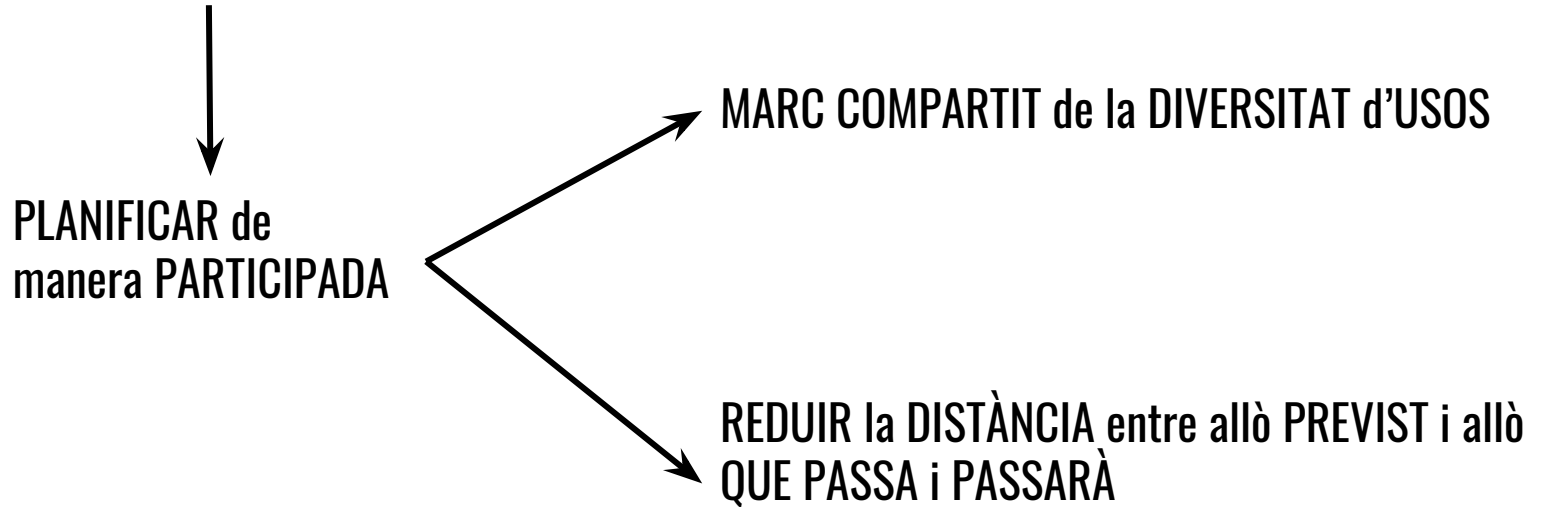 MARC COMPARTIT de la DIVERSITAT d’USOS
PLANIFICAR de
manera PARTICIPADA
REDUIR la DISTÀNCIA entre allò PREVIST i allò
QUE PASSA i PASSARÀ